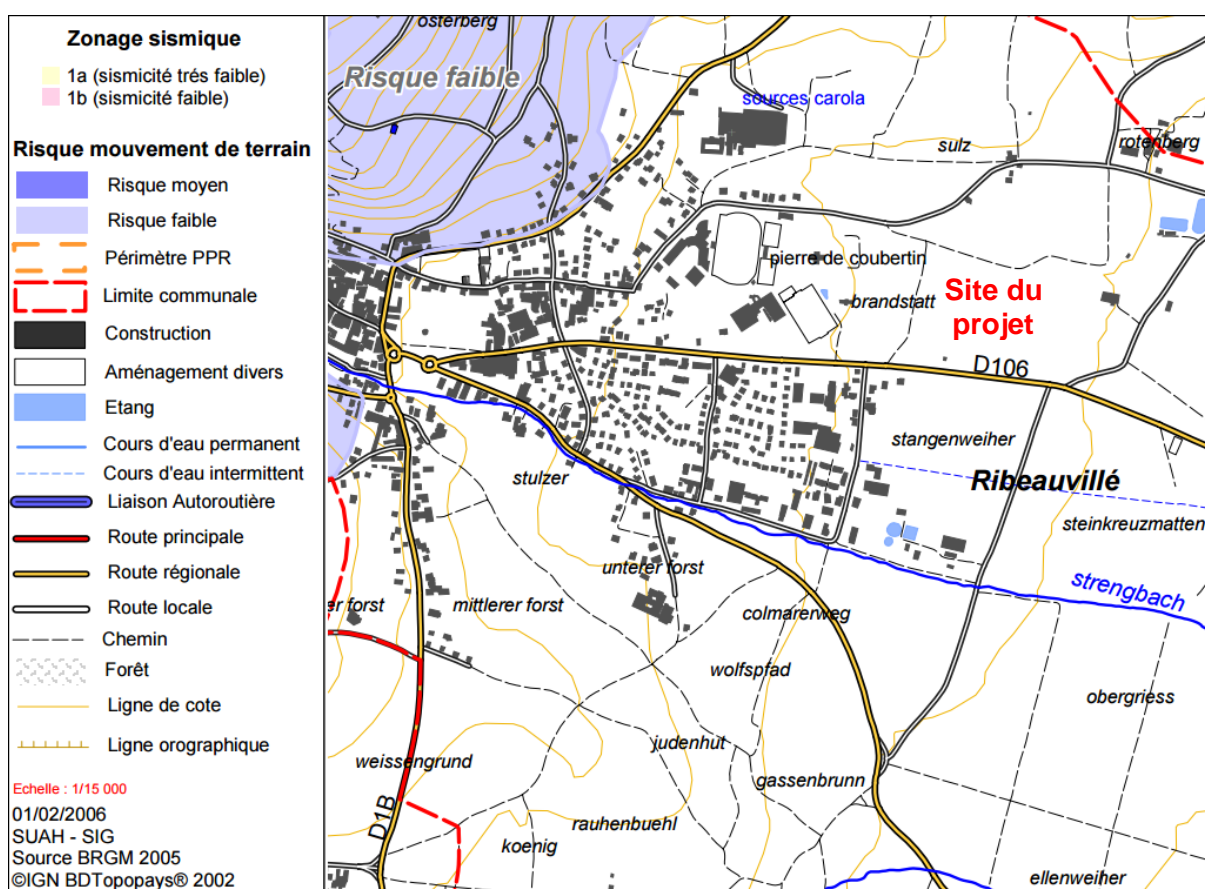 Zonage sismique
1a (sismicité trés faible)
1b (sismicité faible)
Risque mouvement de terrain
Risque moyen
Risque faible
Périmètre PPR
Limite communale
Construction
Aménagement divers
Etang
Cours d'eau permanent
Cours d'eau intermittent
Liaison Autoroutière
Route principale
Route régionale
Route locale
Chemin
Forêt
Ligne de cote
Ligne orographique
Echelle : 1/15 000
01/02/2006
SUAH - SIG
Source BRGM 2005
©IGN BDTopopays® 2002
osterberg
Risque faible
sources carola
sulz
rotenberg
pierre de coubertin
brandstatt
Site du
projet
D106
stangenweiher
Ribeauvillé
steinkreuzmatten
stulzer
unterer forst
strengbach
er forst
mittlerer forst
colmarerweg
wolfspfad
obergriess
judenhut
weissengrund
gassenbrunn
D1B
rauhenbuehl
koenig
ellenweiher